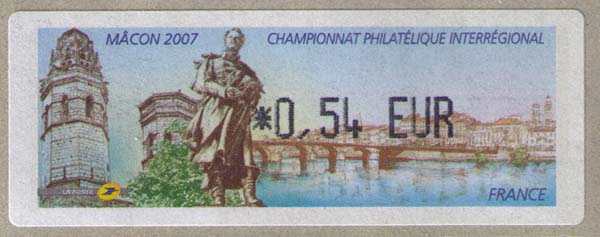 MÂCON 2007
CHAMPIONNAT PHILATÉLIQUE INTERRÉGIONAL
*0,54 EUR
LA POSTE
FRANCE